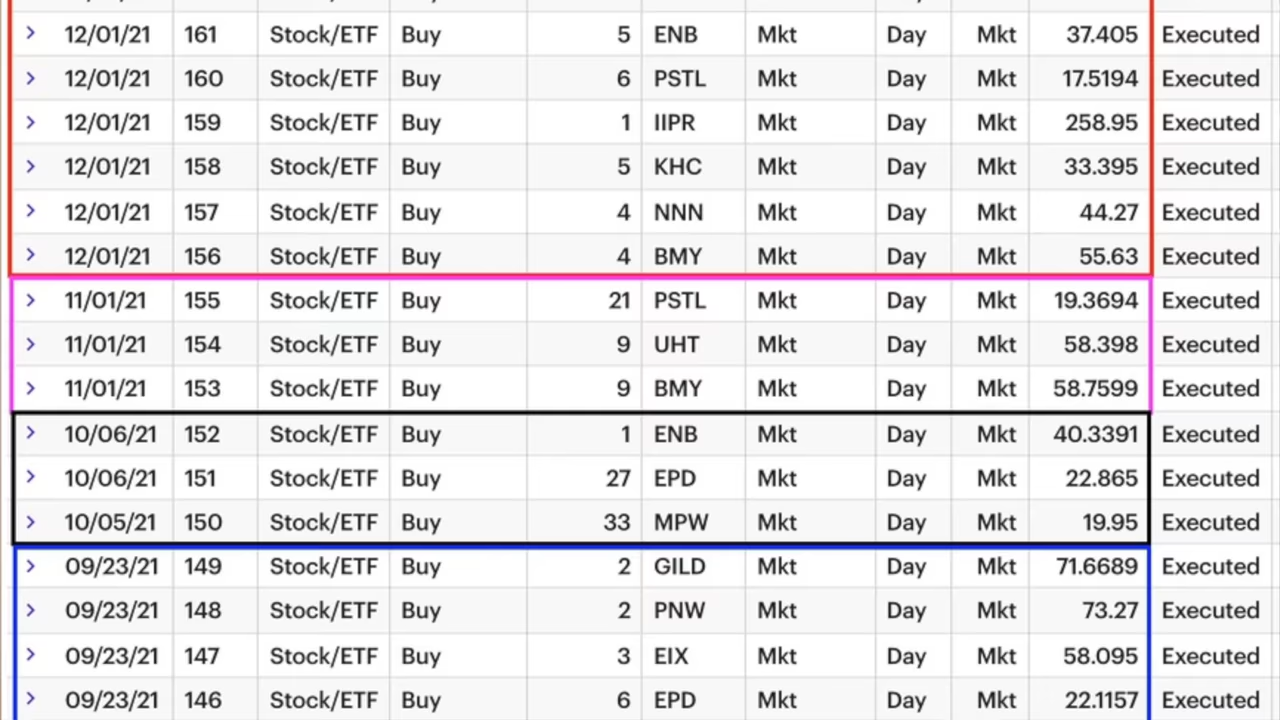 12/01/21 161 Stock/ETF Buy 5 ENB Mkt Day Mkt 37.405 Executed
12/01/21 160 Stock/ETF Buy 6 PSTL Mkt Day Mkt 17.5194 Executed
12/01/21 159 Stock/ETF Buy 1 IIPR Mkt Day Mkt 258.95 Executed
12/01/21 158 Stock/ETF Buy 5 KHC Mkt Day Mkt 33.395 Executed
12/01/21 157 Stock/ETF Buy 4 NNN Mkt Day Mkt 44.27 Executed
12/01/21 156 Stock/ETF Buy 4 BMY Mkt Day Mkt 55.63 Executed
11/01/21 155 Stock/ETF Buy 21 PSTL Mkt Day Mkt 19.3694 Executed
11/01/21 154 Stock/ETF Buy 9 UHT Mkt Day Mkt 58.398 Executed
11/01/21 153 Stock/ETF Buy 9 BMY Mkt Day Mkt 58.7599 Executed
10/06/21 152 Stock/ETF Buy 1 ENB Mkt Day Mkt 40.3391 Executed
10/06/21 151 Stock/ETF Buy 27 EPD Mkt Day Mkt 22.865 Executed
10/05/21 150 Stock/ETF Buy 33 MPW Mkt Day Mkt 19.95 Executed
09/23/21 149 Stock/ETF Buy 2 GILD Mkt Day Mkt 71.6689 Executed
09/23/21 148 Stock/ETF Buy 2 PNW Mkt Day Mkt 73.27 Executed
09/23/21 147 Stock/ETF Buy 3 EIX Mkt Day Mkt 58.095 Executed
09/23/21 146 Stock/ETF Buy 6 EPD Mkt Day Mkt 22.1157 Executed